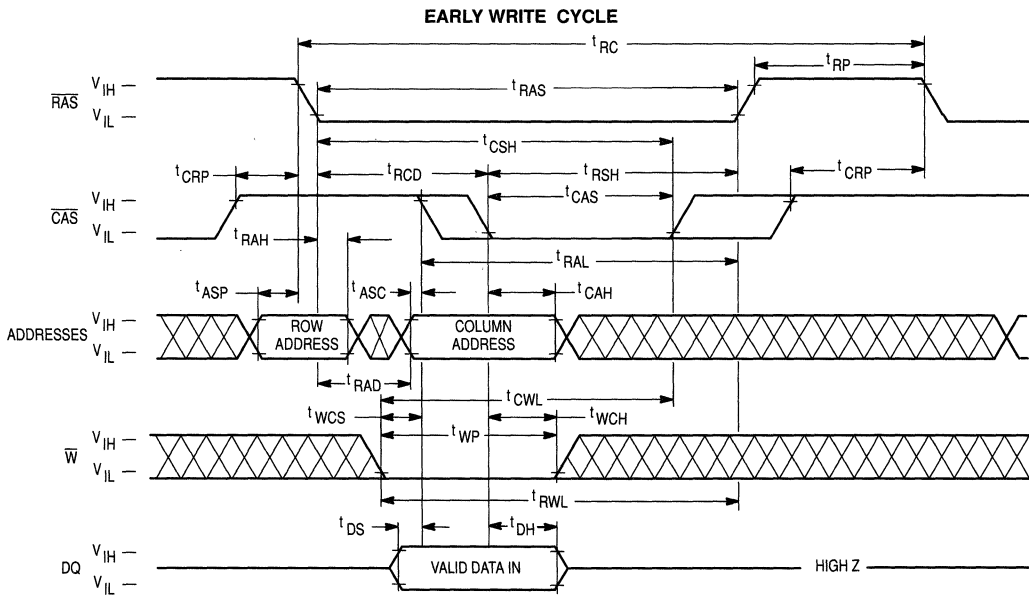 EARLY WRITE CYCLE
tRC
tRP
VIH
RAS
VIL
tRAS
tCSH
tCRP
tRCD
tRSH
tCRP
VIH
CAS
VIL
tCAS
tRAH
tRAL
tASP
tASC
tCAH
VIH
ADDRESSES
VIL
ROW
ADDRESS
COLUMN
ADDRESS
tRAD
tCWL
tWCS
tWCH
tWP
VIH
W
VIL
tRWL
tDS
tDH
VIH
DQ
VIL
VALID DATA IN
HIGH Z